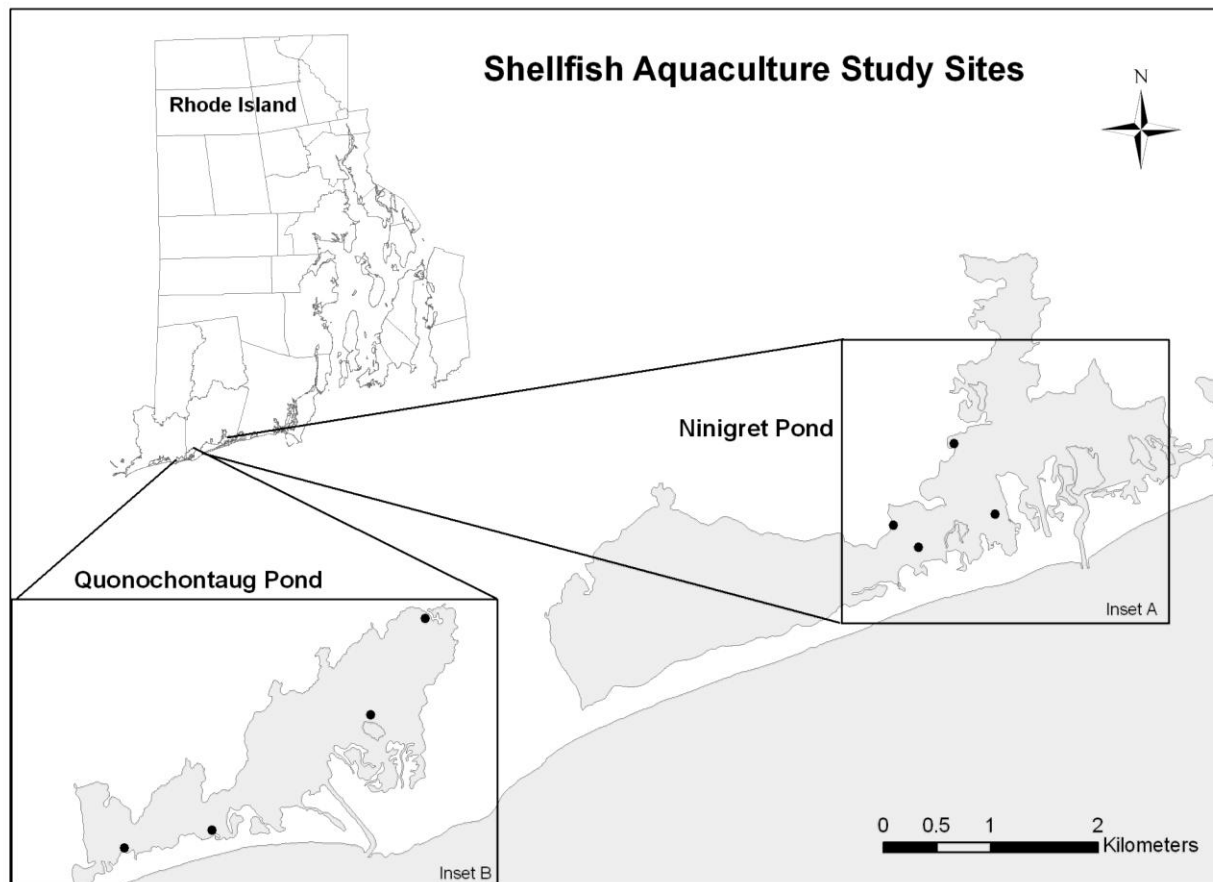 Shellfish Aquaculture Study Sites
N
Rhode Island
Ninigret Pond
Inset A
Quonochontaug Pond
Inset B
0 0.5 1 2
Kilometers